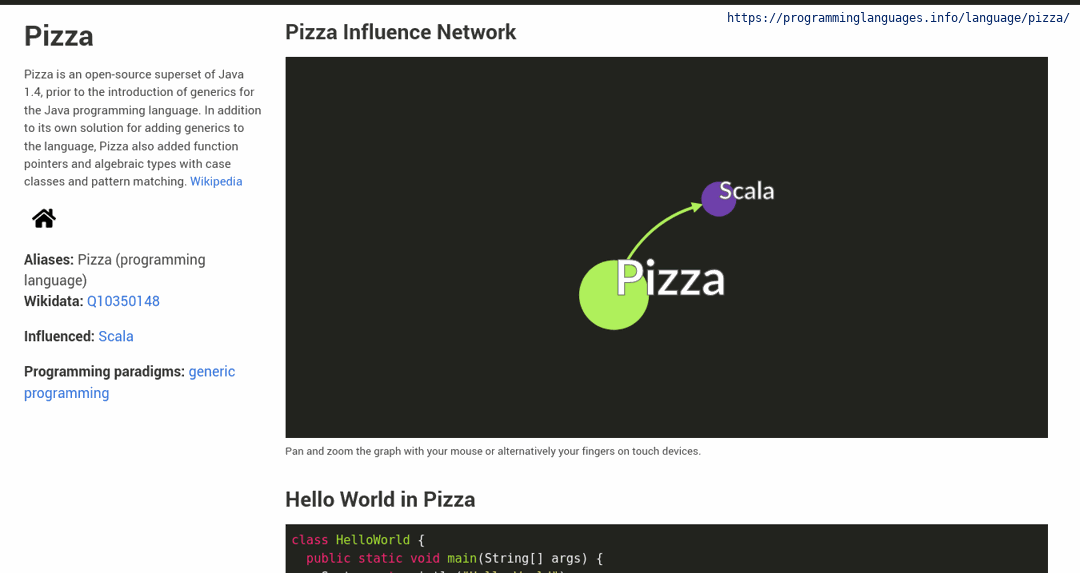 https://programminglanguages.info/language/pizza/
Pizza
Pizza is an open-source superset of Java
1.4, prior to the introduction of generics for
the Java programming language. In addition
to its own solution for adding generics to
the language, Pizza also added function
pointers and algebraic types with case
classes and pattern matching. Wikipedia
Aliases: Pizza (programming
language)
Wikidata: Q10350148
Influenced: Scala
Programming paradigms: generic
programming
Pizza Influence Network
Scala
Pizza
Pan and zoom the graph with your mouse or alternatively your fingers on touch devices.
Hello World in Pizza
class HelloWorld {
public static void main(String[] args) {